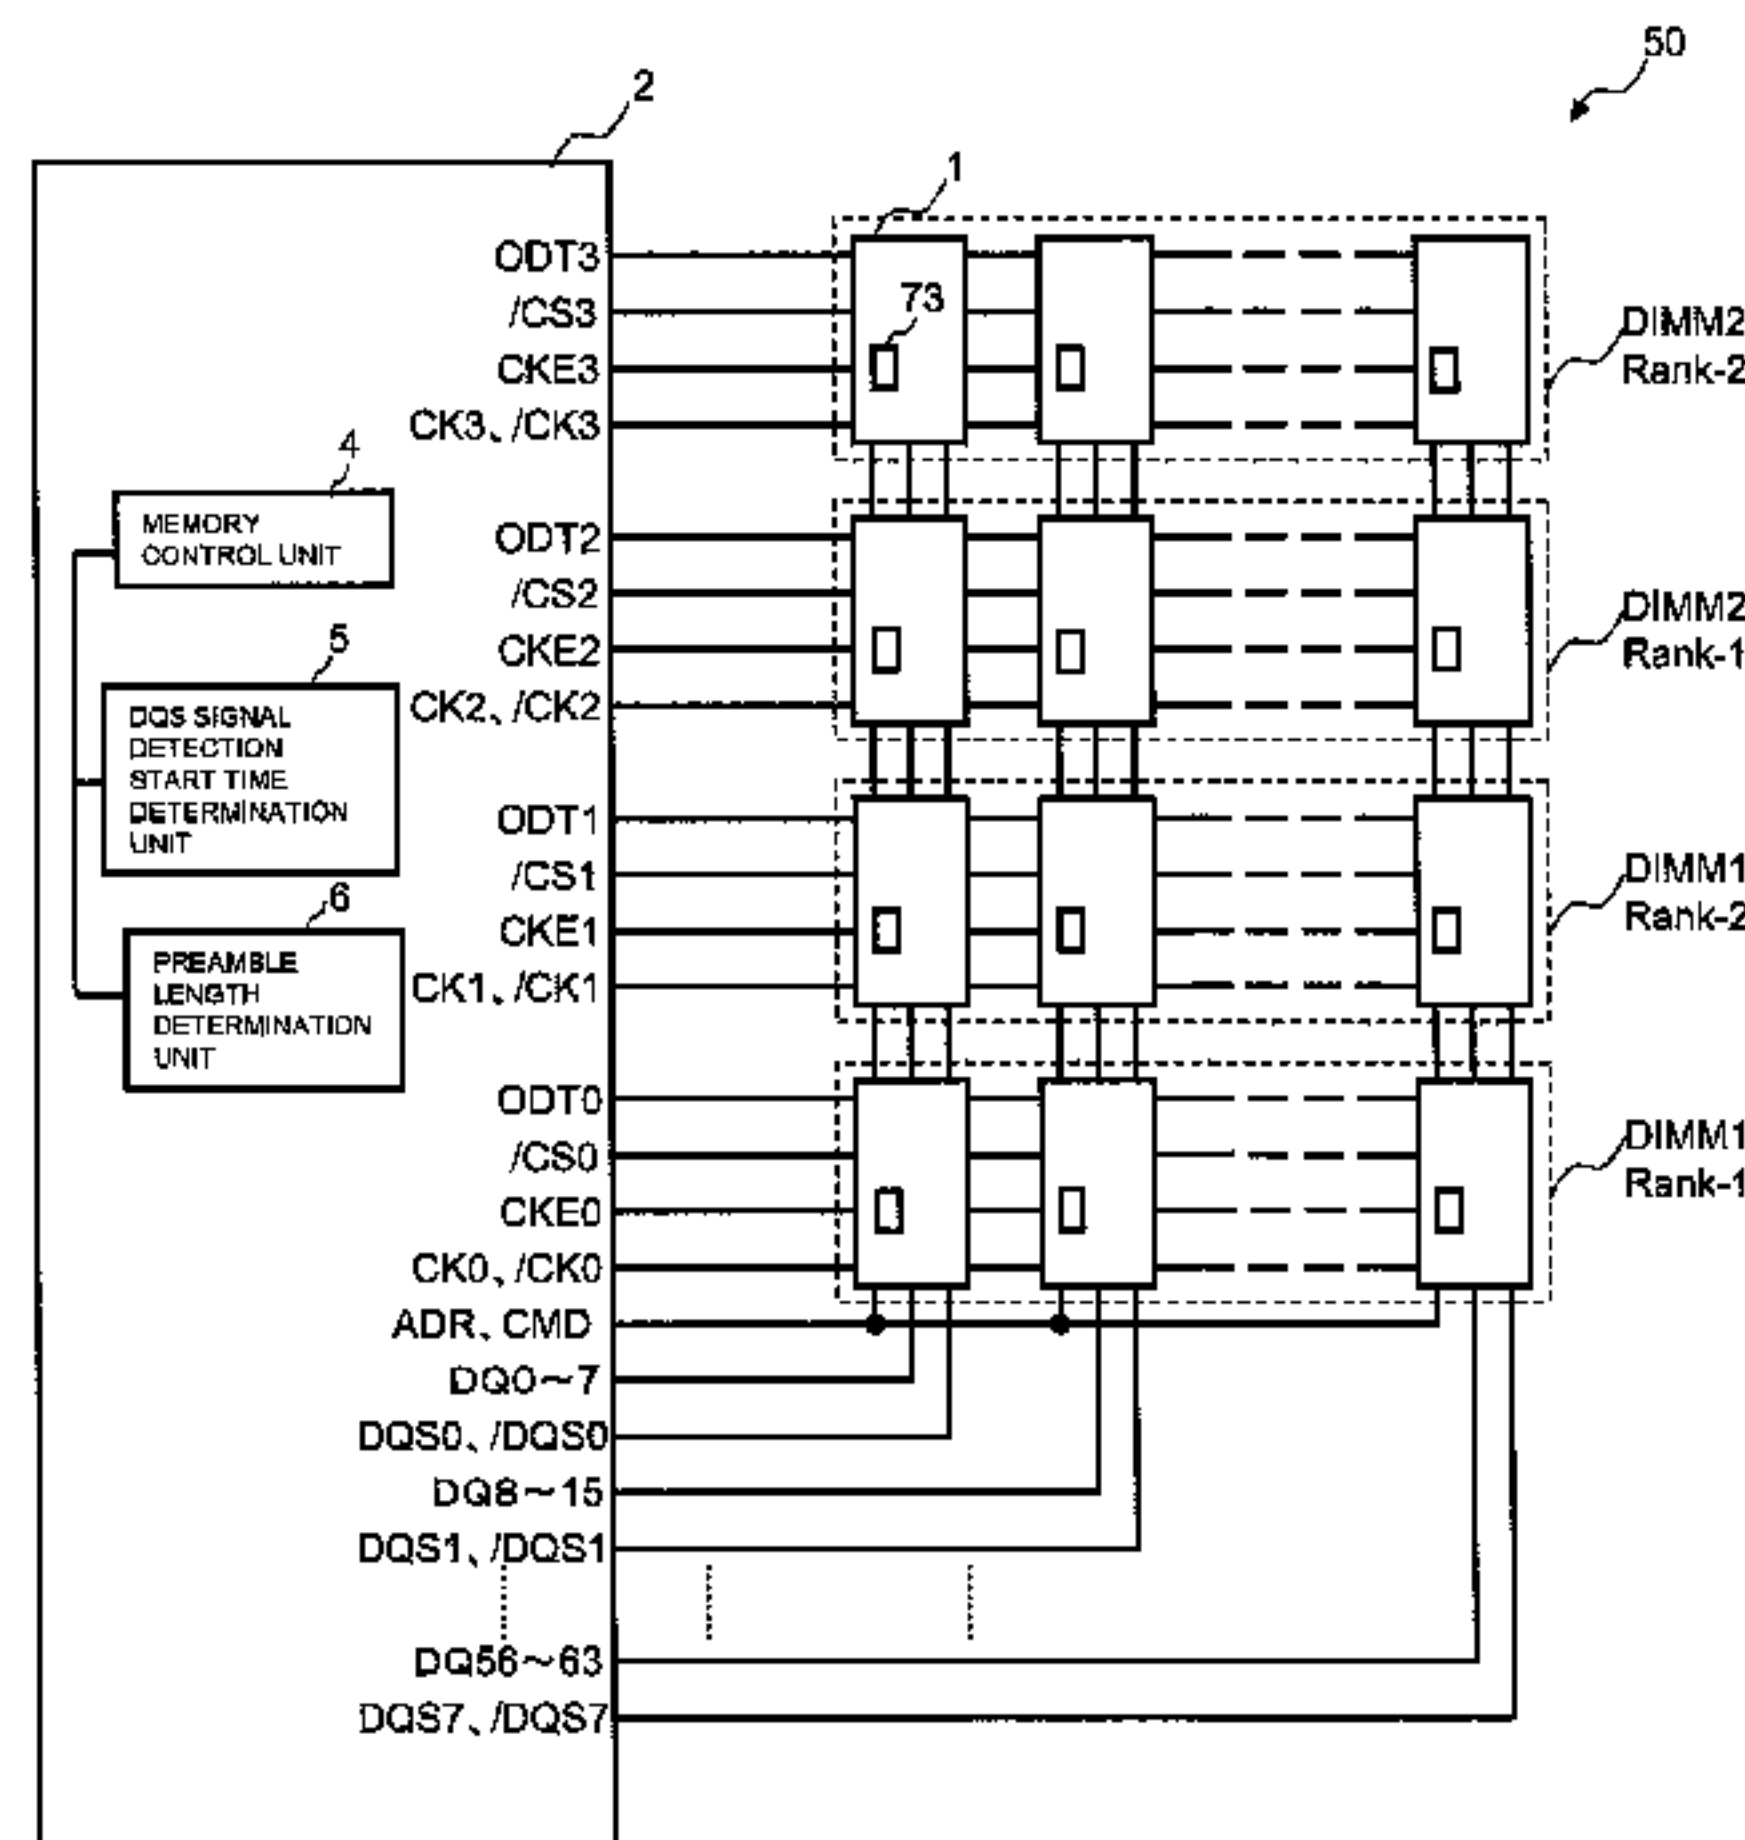 50
2
1
ODT3
/CS3
73
CKE3
CK3、/CK3
DIMM2
Rank-2
4
MEMORY
CONTROL UNIT
ODT2
/CS2
CKE2
CK2、/CK2
DIMM2
Rank-1
5
DQS SIGNAL
DETECTION
START TIME
DETERMINATION
UNIT
ODT1
/CS1
CKE1
CK1、/CK1
DIMM1
Rank-2
6
PREAMBLE
LENGTH
DETERMINATION
UNIT
ODT0
/CS0
CKE0
CK0、/CK0
DIMM1
Rank-1
ADR、CMD
DQ0～7
DQS0、/DQS0
DQ8～15
DQS1、/DQS1
DQ56～63
DQS7、/DQS7